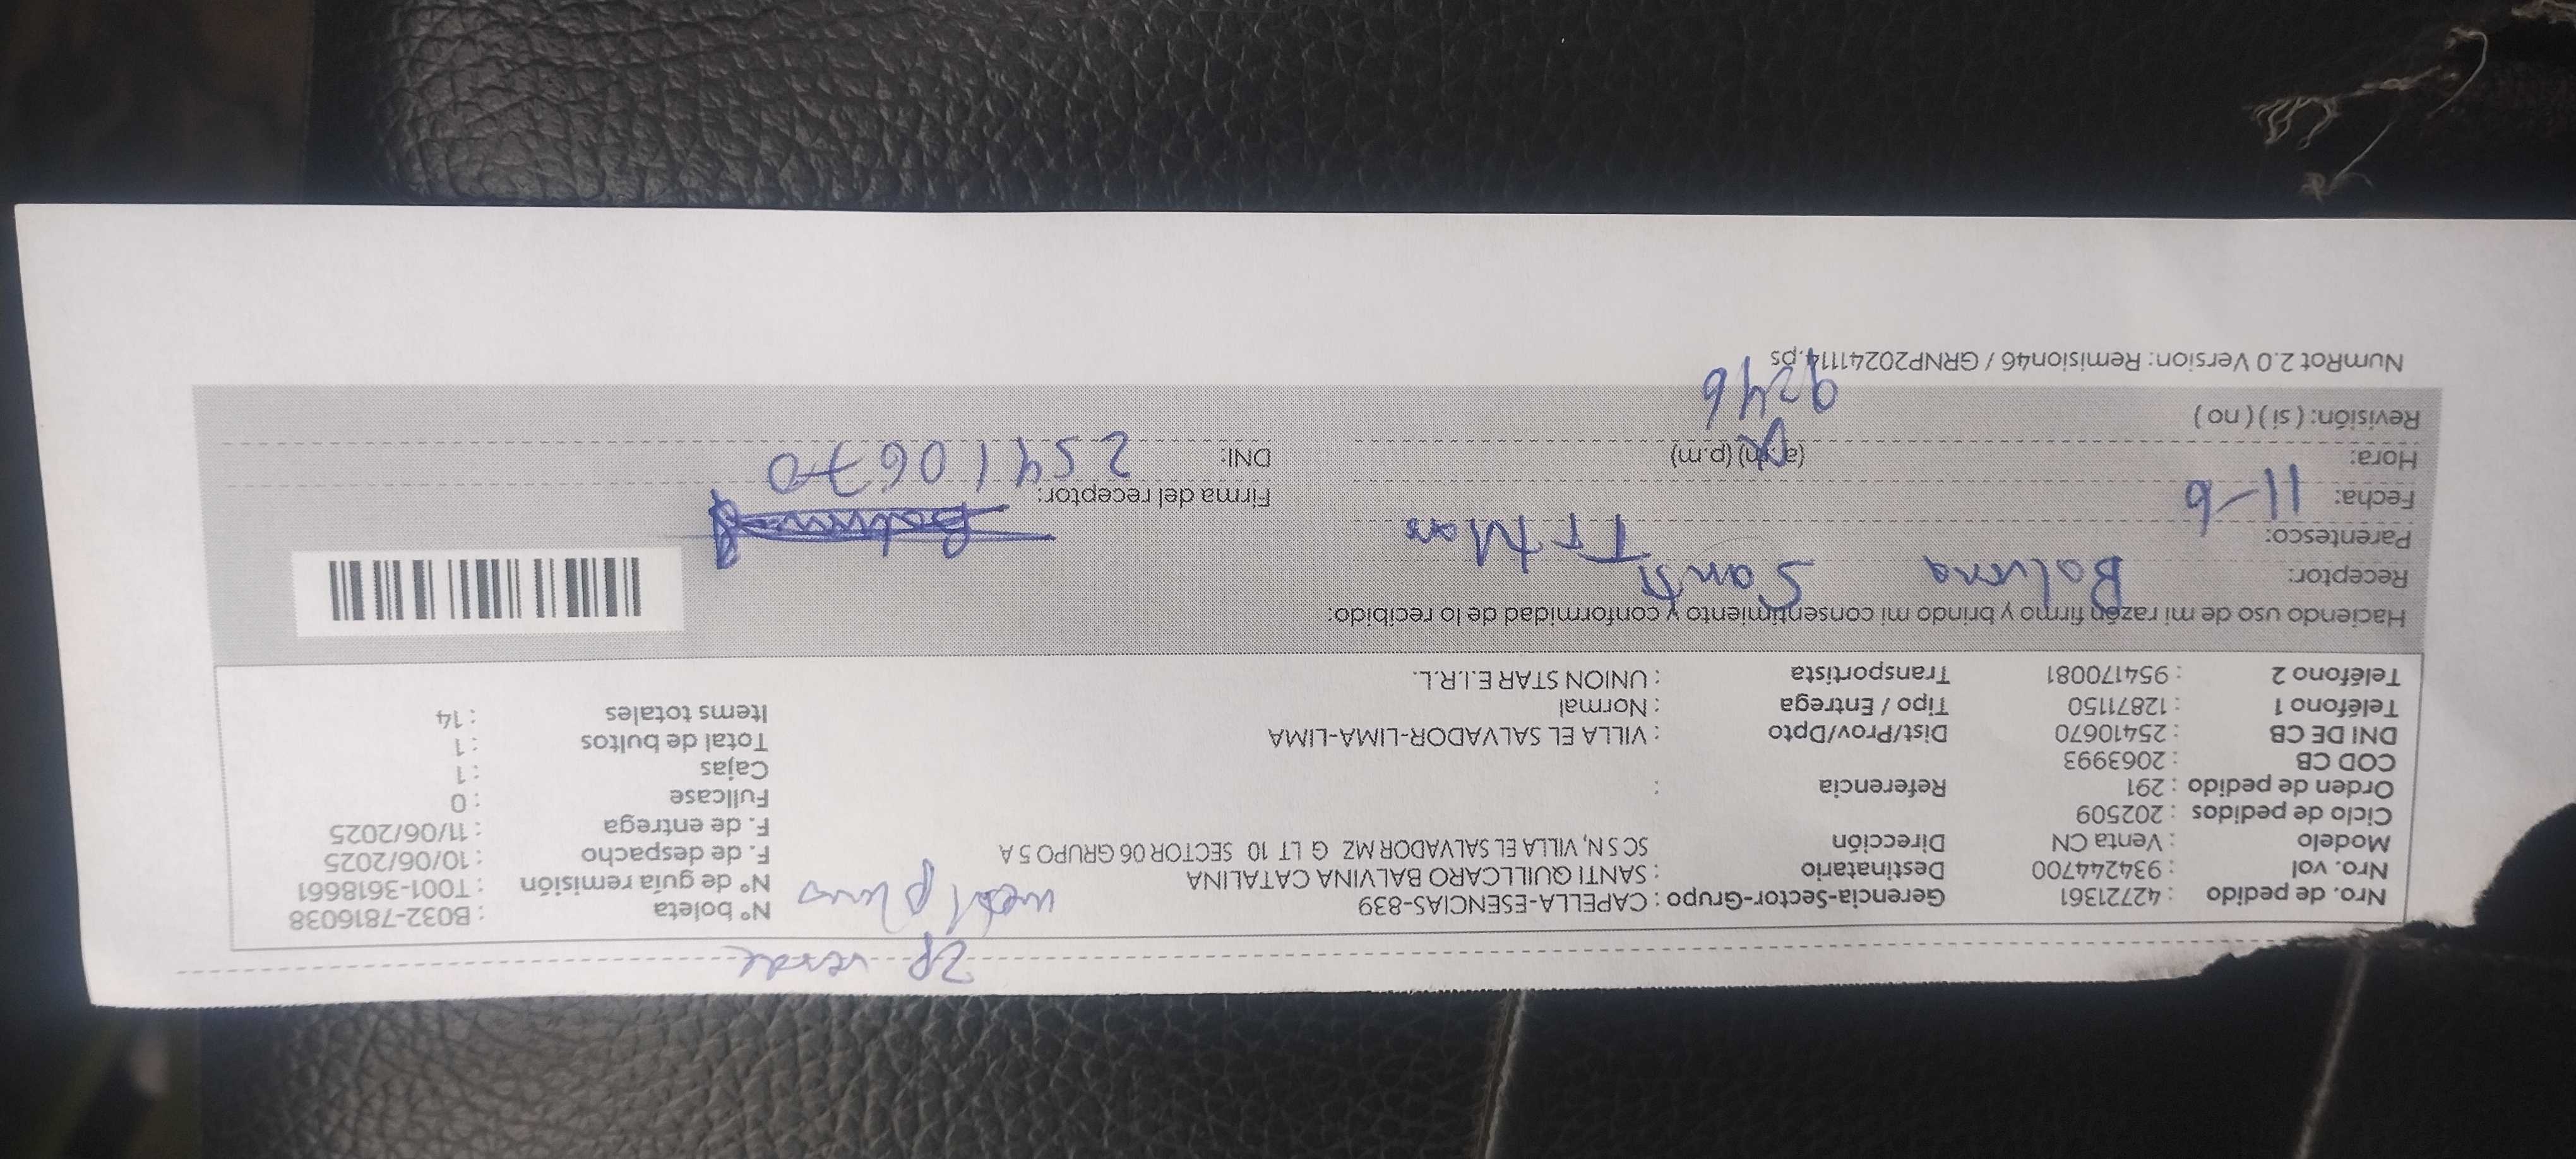 2P verde
Nro. de pedido : 42721361 Gerencia-Sector-Grupo : CAPELLA-ESENCIAS-839 N° boleta : B032-7816038
Nro. vol : 934244700 Destinatario : SANTI QUILLCARO BALVINA CATALINA N° de guía remisión : T001-3618661
Modelo : Venta CN Dirección SC SN, VILLA EL SALVADOR MZ G LT 10 SECTOR 06 GRUPO 5 A F. de despacho : 10/06/2025
Ciclo de pedidos : 202509 F. de entrega : 11/06/2025
Orden de pedido : 291 Referencia : Fullcase : 0
COD CB : 2063993 Cajas : 1
DNI DE CB : 25410670 Dist/Prov/Dpto : VILLA EL SALVADOR-LIMA-LIMA Total de bultos : 1
Teléfono 1 : 12871150 Tipo / Entrega : Normal Items totales : 14
Teléfono 2 : 954170081 Transportista : UNION STAR E.I.R.L.
Haciendo uso de mi razón firmo y brindo mi consentimiento y conformidad de lo recibido:
Receptor: Balvina Santi
Parentesco: Titular
Fecha: 11-6 Firma del receptor:
Hora: (a.m) (p.m) DNI: 25410670
Revisión: ( si ) ( no ) 9246
NumRot 2.0 Version: Remision46 / GRNP20241114.ps